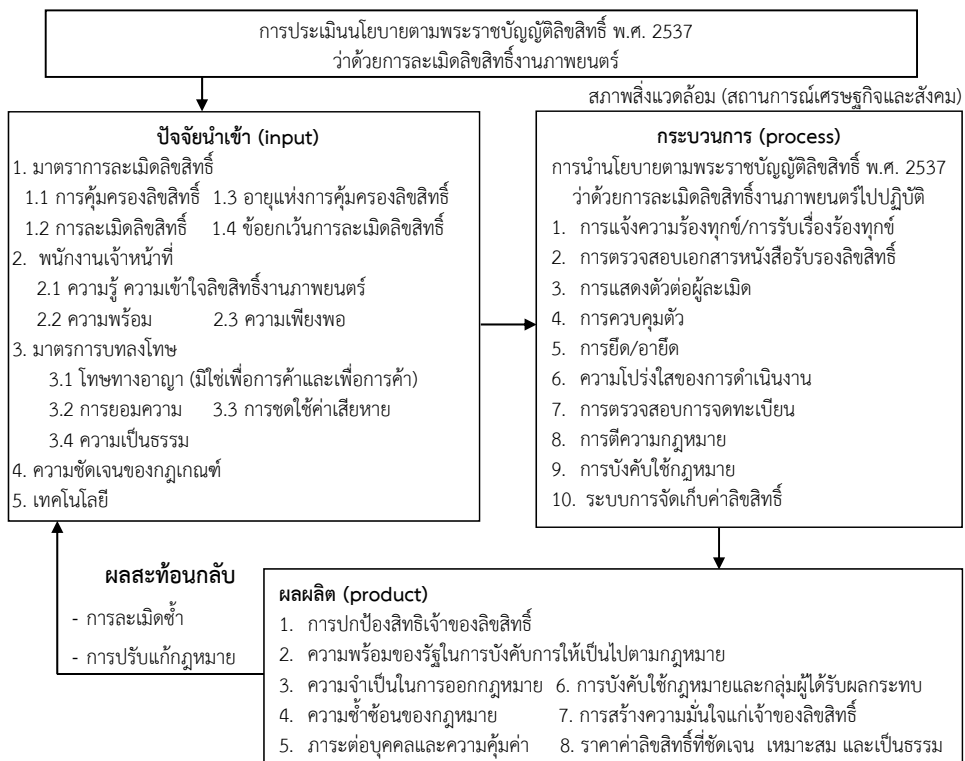 การประเมินนโยบายตามพระราชบัญญัติลิขสิทธิ์ พ.ศ. 2537
ว่าด้วยการละเมิดลิขสิทธิ์งานภาพยนตร์
สภาพสิ่งแวดล้อม (สถานการณ์เศรษฐกิจและสังคม)
ปัจจัยนำเข้า (input)
1. มาตราการละเมิดลิขสิทธิ์
1.1 การคุ้มครองลิขสิทธิ์ 1.3 อายุแห่งการคุ้มครองลิขสิทธิ์
1.2 การละเมิดลิขสิทธิ์ 1.4 ข้อยกเว้นการละเมิดลิขสิทธิ์
2. พนักงานเจ้าหน้าที่
2.1 ความรู้ ความเข้าใจลิขสิทธิ์งานภาพยนตร์
2.2 ความพร้อม 2.3 ความเพียงพอ
3. มาตรการบทลงโทษ
3.1 โทษทางอาญา (มิใช่เพื่อการค้าและเพื่อการค้า)
3.2 การยอมความ 3.3 การชดใช้ค่าเสียหาย
3.4 ความเป็นธรรม
4. ความชัดเจนของกฎเกณฑ์
5. เทคโนโลยี
กระบวนการ (process)
การนำนโยบายตามพระราชบัญญัติลิขสิทธิ์ พ.ศ. 2537
ว่าด้วยการละเมิดลิขสิทธิ์งานภาพยนตร์ไปปฏิบัติ
1. การแจ้งความร้องทุกข์/การรับเรื่องร้องทุกข์
2. การตรวจสอบเอกสารหนังสือรับรองลิขสิทธิ์
3. การแสดงตัวต่อผู้ละเมิด
4. การควบคุมตัว
5. การยึด/อายึด
6. ความโปร่งใสของการดำเนินงาน
7. การตรวจสอบการจดทะเบียน
8. การตีความกฎหมาย
9. การบังคับใช้กฎหมาย
10. ระบบการจัดเก็บค่าลิขสิทธิ์
ผลสะท้อนกลับ
- การละเมิดซ้ำ
- การปรับแก้กฎหมาย
ผลผลิต (product)
1. การปกป้องสิทธิเจ้าของลิขสิทธิ์
2. ความพร้อมของรัฐในการบังคับการให้เป็นไปตามกฎหมาย
3. ความจำเป็นในการออกกฎหมาย 6. การบังคับใช้กฎหมายและกลุ่มผู้ได้รับผลกระทบ
4. ความซ้ำซ้อนของกฎหมาย 7. การสร้างความมั่นใจแก่เจ้าของลิขสิทธิ์
5. ภาระต่อบุคคลและความคุ้มค่า 8. ราคาค่าลิขสิทธิ์ที่ชัดเจน เหมาะสม และเป็นธรรม